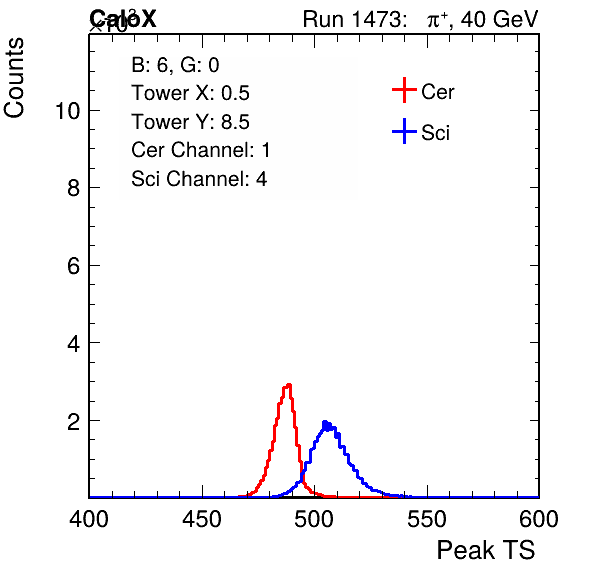 CaloX Run 1473: π⁺, 40 GeV
×10³
Counts
B: 6, G: 0
Tower X: 0.5
Tower Y: 8.5
Cer Channel: 1
Sci Channel: 4
Cer
Sci
10
8
6
4
2
400 450 500 550 600
Peak TS